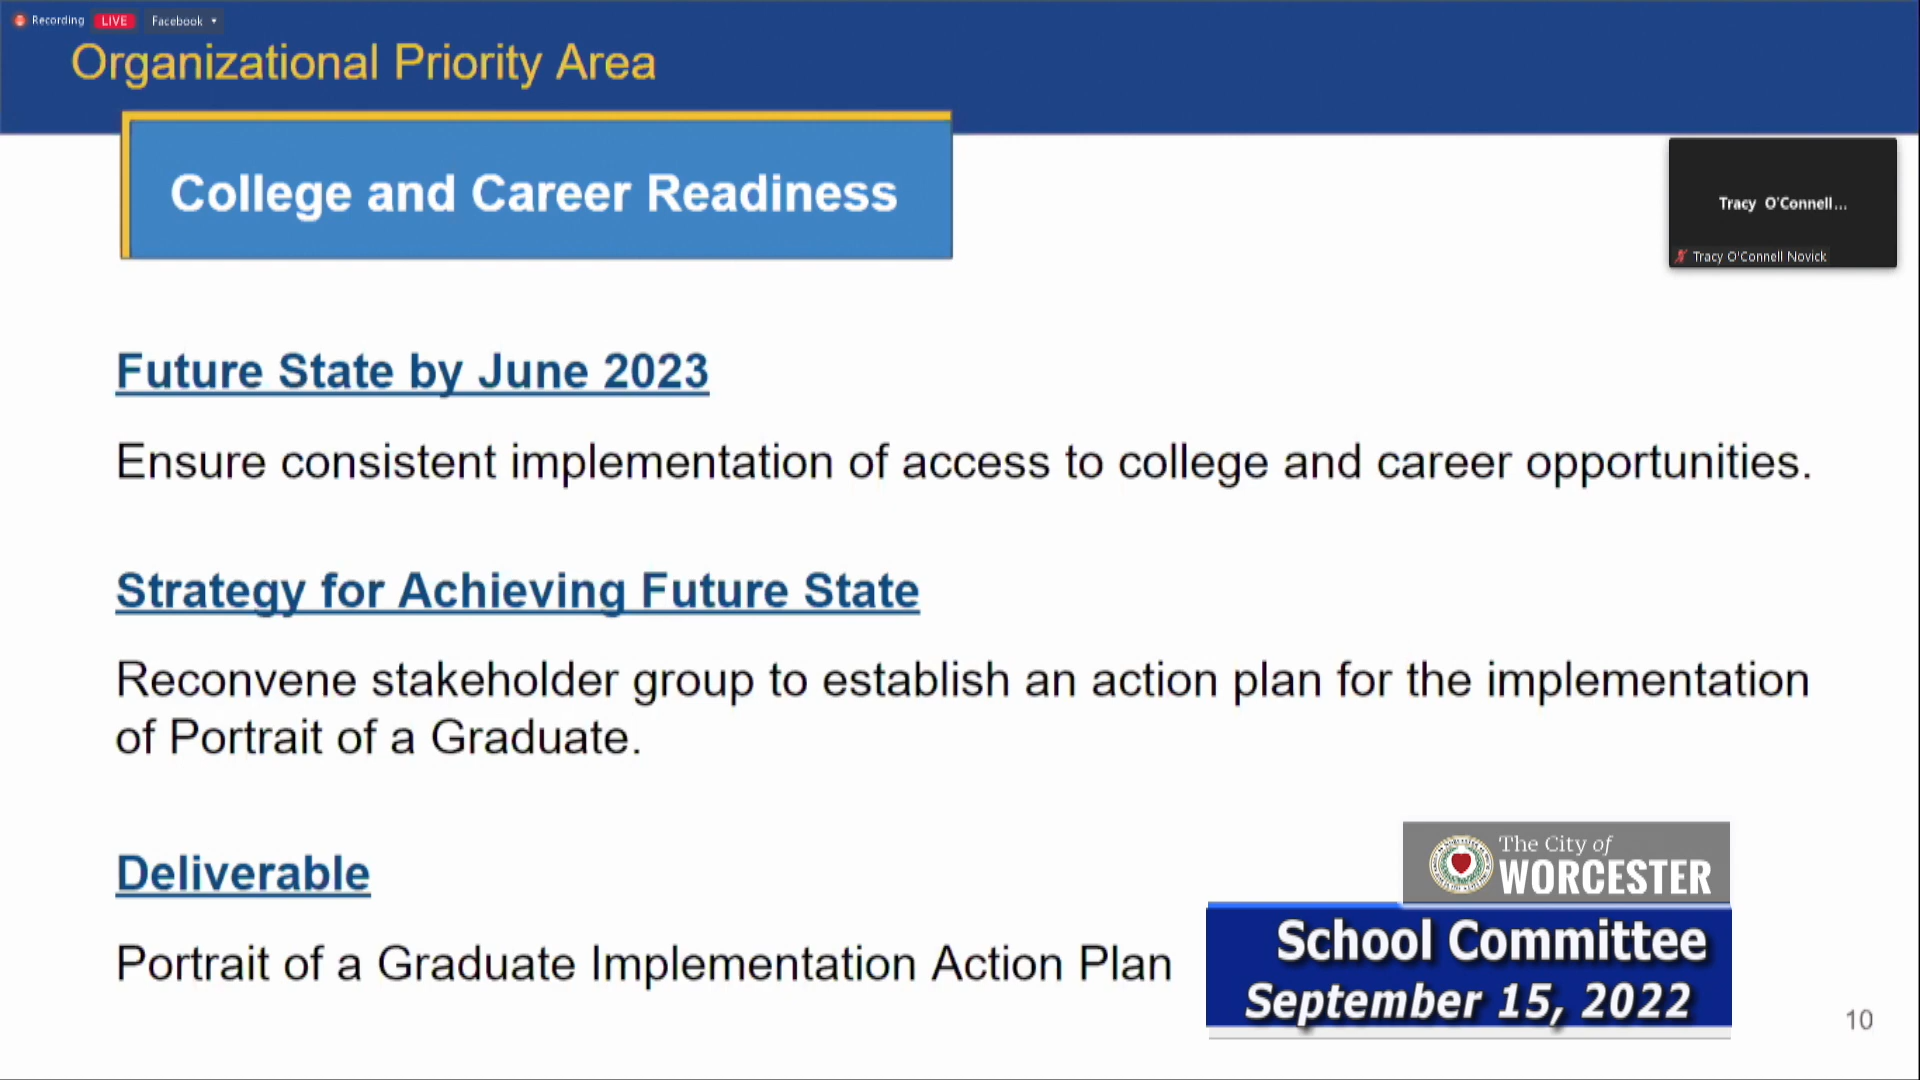 Recording LIVE Facebook
Organizational Priority Area
College and Career Readiness
Tracy O'Connell...
Tracy O'Connell Novick
Future State by June 2023
Ensure consistent implementation of access to college and career opportunities.
Strategy for Achieving Future State
Reconvene stakeholder group to establish an action plan for the implementation
of Portrait of a Graduate.
Deliverable
Portrait of a Graduate Implementation Action Plan
The City of
WORCESTER
School Committee
September 15, 2022
10